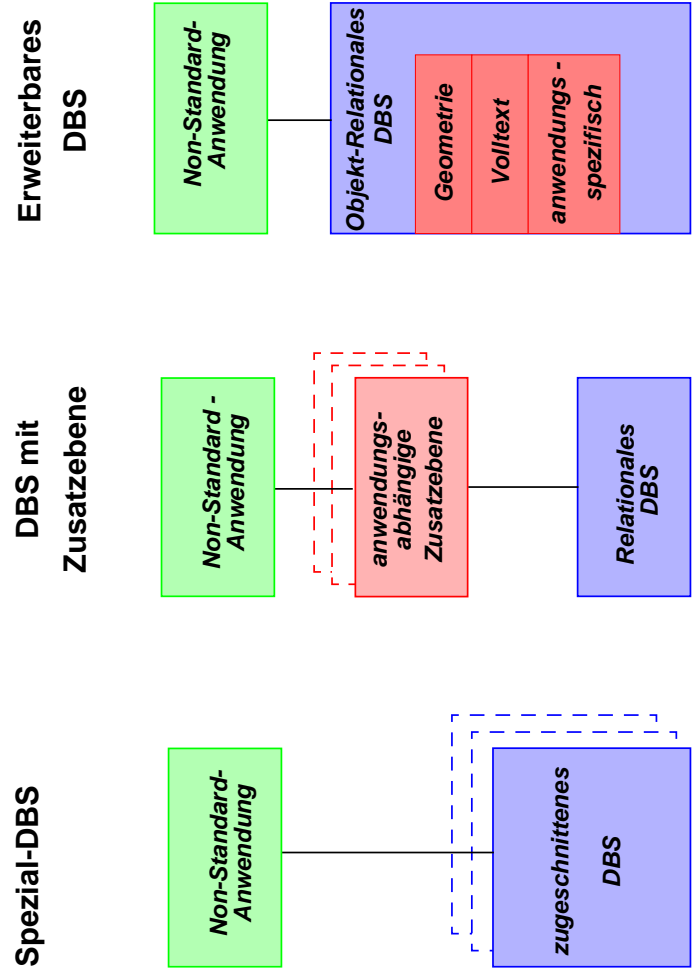 Spezial-DBS
Non-Standard-
Anwendung
zugeschnittenes
DBS
DBS mit
Zusatzebene
Non-Standard -
Anwendung
anwendungs-
abhängige
Zusatzebene
Relationales
DBS
Erweiterbares
DBS
Non-Standard-
Anwendung
Objekt-Relationales
DBS
Geometrie
Volltext
anwendungs -
spezifisch